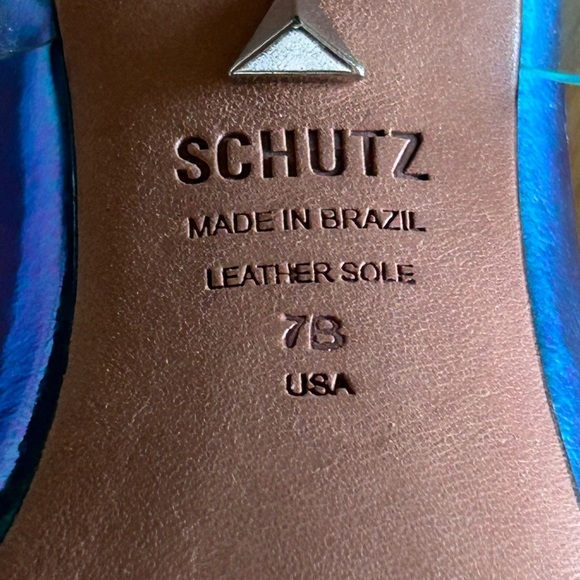 SCHUTZ
MADE IN BRAZIL
LEATHER SOLE
7B
USA